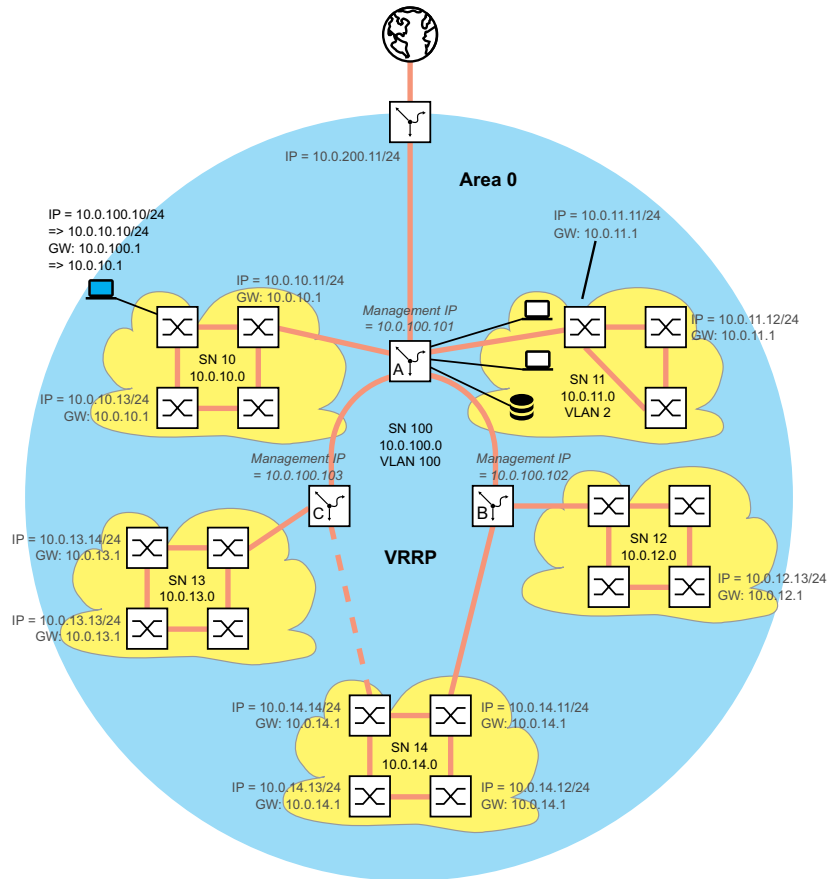 IP = 10.0.200.11/24
Area 0
IP = 10.0.100.10/24
=> 10.0.10.10/24
GW: 10.0.100.1
=> 10.0.10.1
IP = 10.0.11.11/24
GW: 10.0.11.1
IP = 10.0.10.11/24
GW: 10.0.10.1
Management IP
= 10.0.100.101
IP = 10.0.11.12/24
GW: 10.0.11.1
SN 10
10.0.10.0
A
SN 11
10.0.11.0
VLAN 2
IP = 10.0.10.13/24
GW: 10.0.10.1
SN 100
10.0.100.0
VLAN 100
Management IP
= 10.0.100.103
Management IP
= 10.0.100.102
C
B
IP = 10.0.13.14/24
GW: 10.0.13.1
SN 12
10.0.12.0
VRRP
SN 13
10.0.13.0
IP = 10.0.12.13/24
GW: 10.0.12.1
IP = 10.0.13.13/24
GW: 10.0.13.1
IP = 10.0.14.14/24
GW: 10.0.14.1
IP = 10.0.14.11/24
GW: 10.0.14.1
SN 14
10.0.14.0
IP = 10.0.14.13/24
GW: 10.0.14.1
IP = 10.0.14.12/24
GW: 10.0.14.1